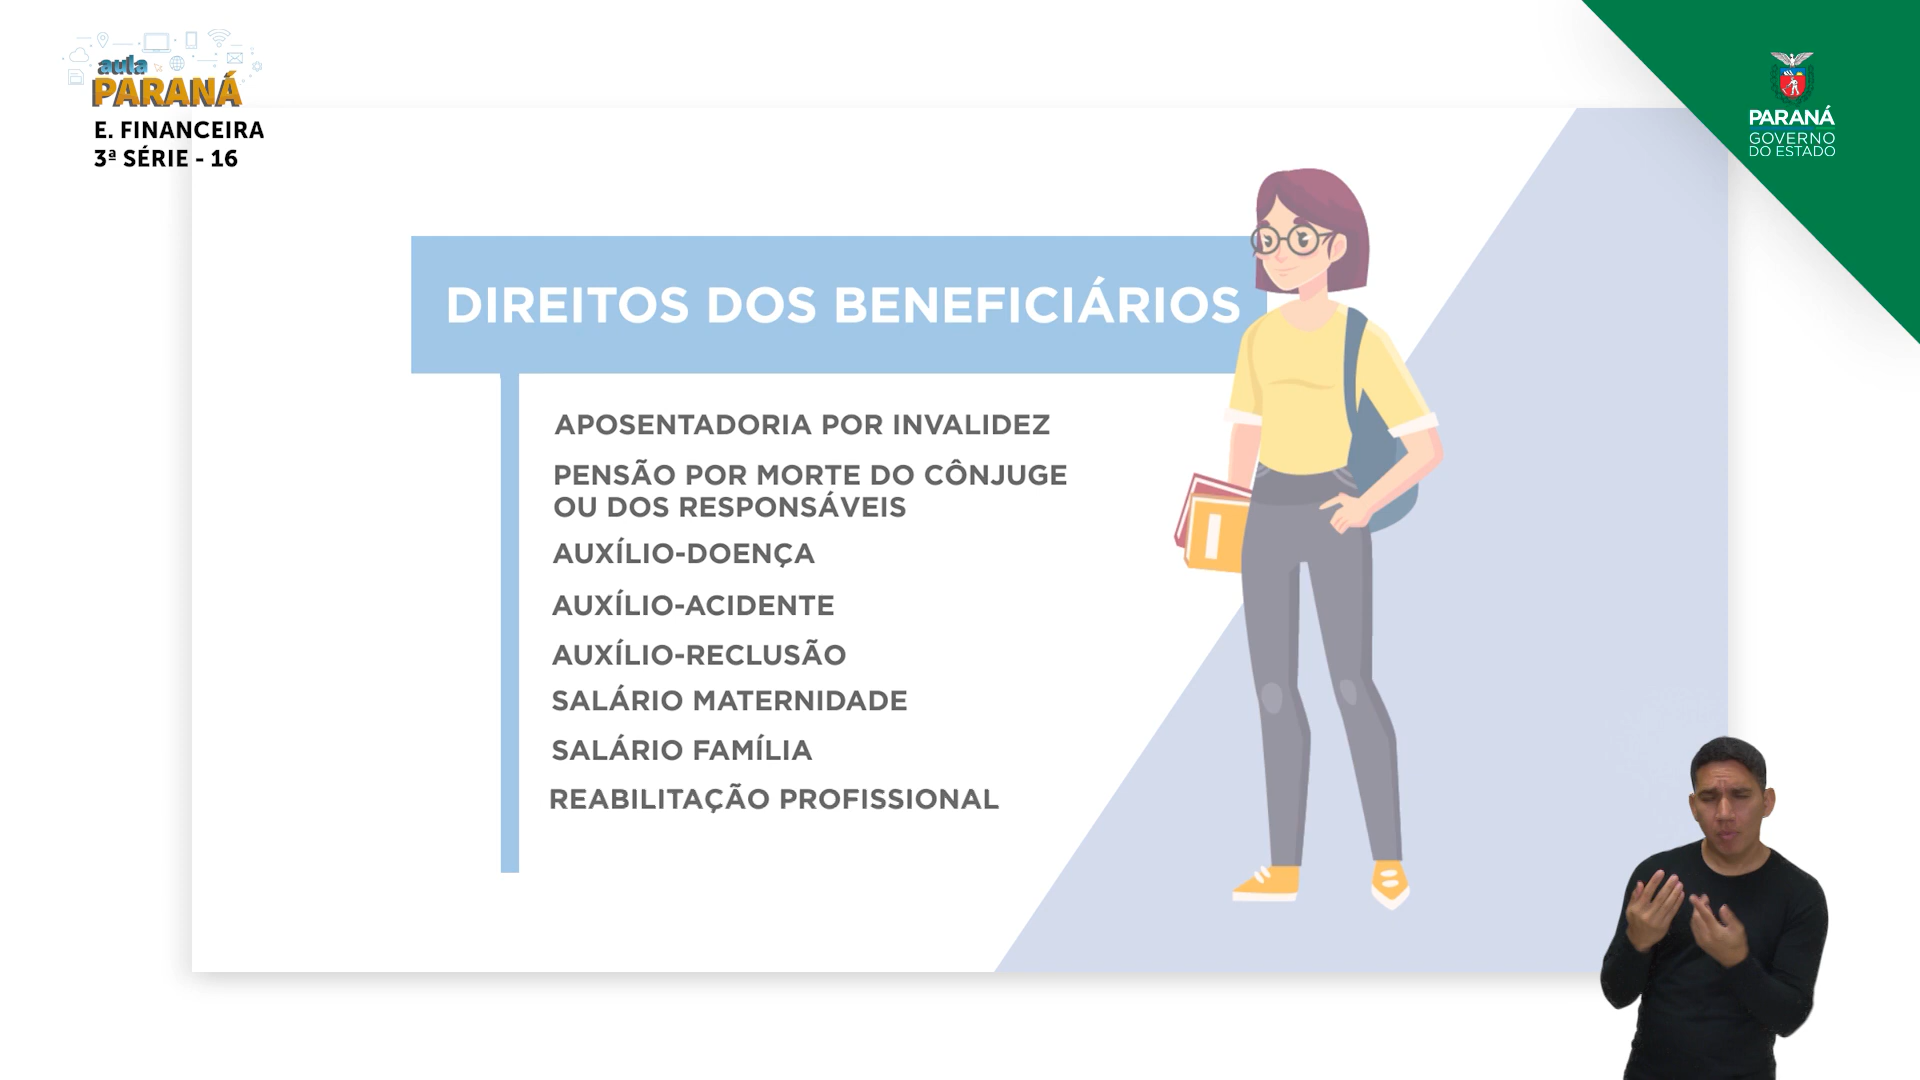 aula
PARANÁ
E. FINANCEIRA
3ª SÉRIE - 16
PARANÁ
GOVERNO
DO ESTADO
DIREITOS DOS BENEFICIÁRIOS
APOSENTADORIA POR INVALIDEZ
PENSÃO POR MORTE DO CÔNJUGE
OU DOS RESPONSÁVEIS
AUXÍLIO-DOENÇA
AUXÍLIO-ACIDENTE
AUXÍLIO-RECLUSÃO
SALÁRIO MATERNIDADE
SALÁRIO FAMÍLIA
REABILITAÇÃO PROFISSIONAL